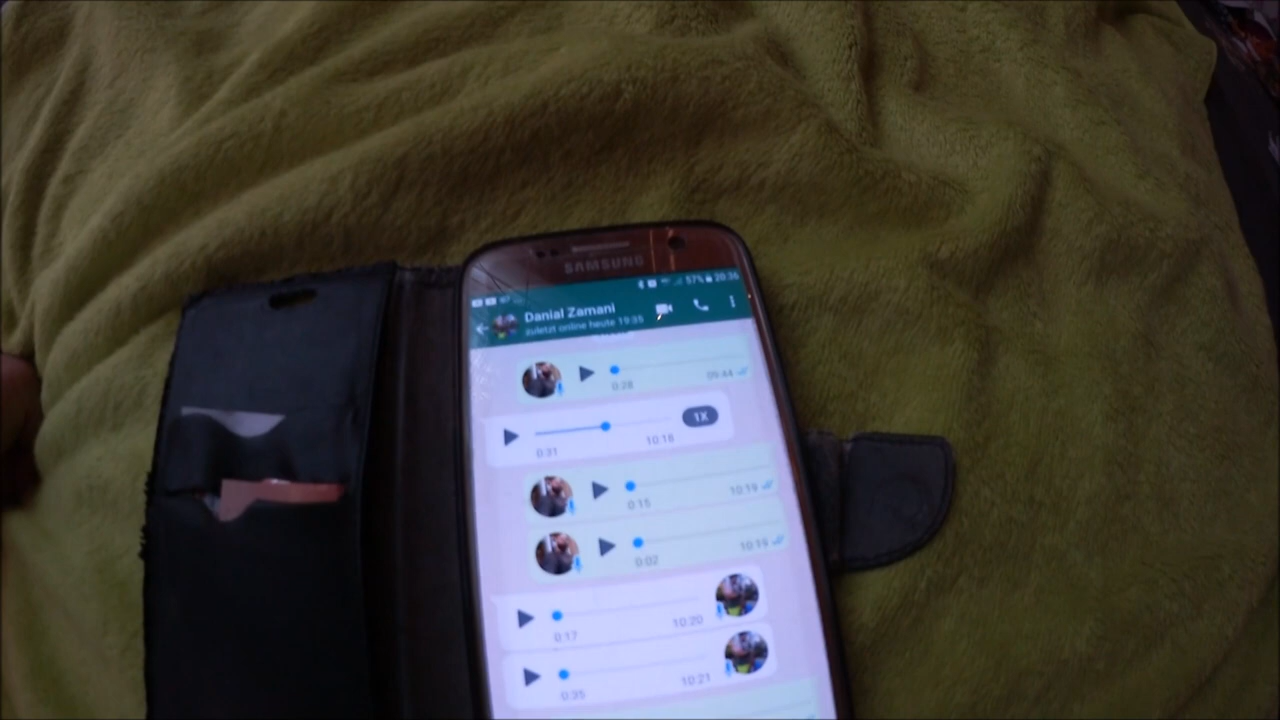 SAMSUNG
57% 20:36
Danial Zamani
zuletzt online heute 19:35
0:28 09:44
1X
0:31 10:18
0:15 10:19
0:02 10:19
0:17 10:20
0:35 10:21